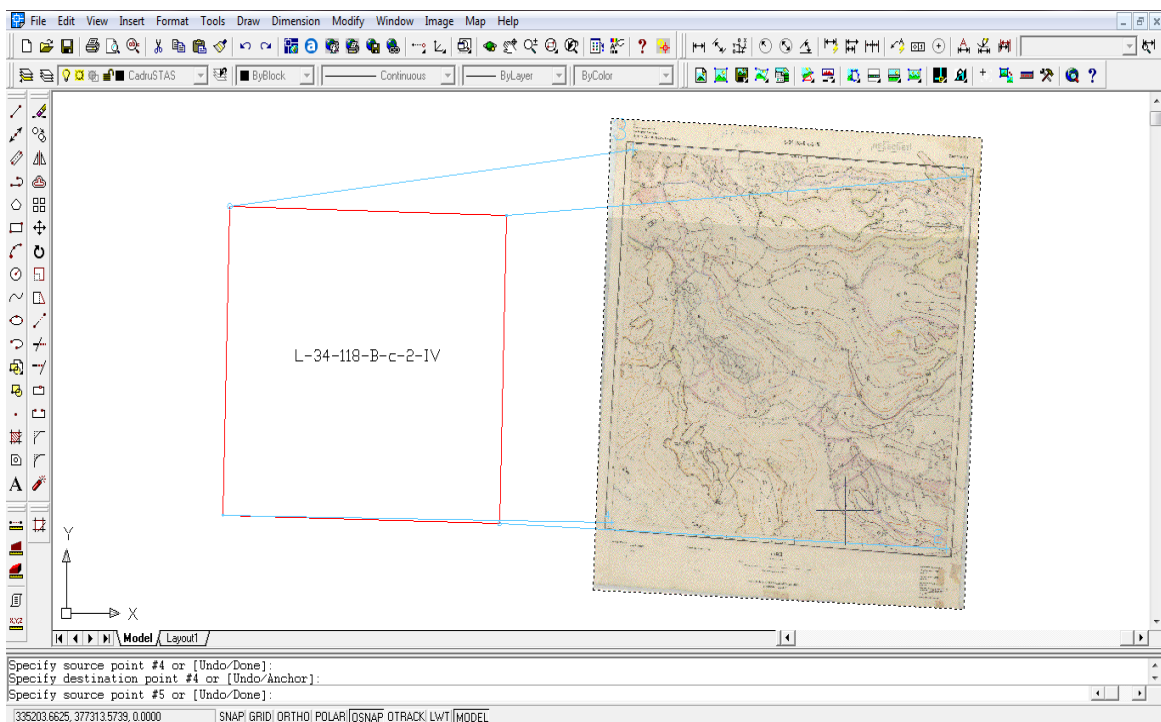 File Edit View Insert Format Tools Draw Dimension Modify Window Image Map Help
CadruSTAS ByBlock Continuous ByLayer ByColor
L-34-118-B-c-2-IV
A
Y
X
Model Layout1
Specify source point #4 or [Undo/Done]:
Specify destination point #4 or [Undo/Anchor]:
Specify source point #5 or [Undo/Done]:
335203.6625, 377313.5739, 0.0000 SNAP GRID ORTHO POLAR OSNAP OTRACK LWT MODEL